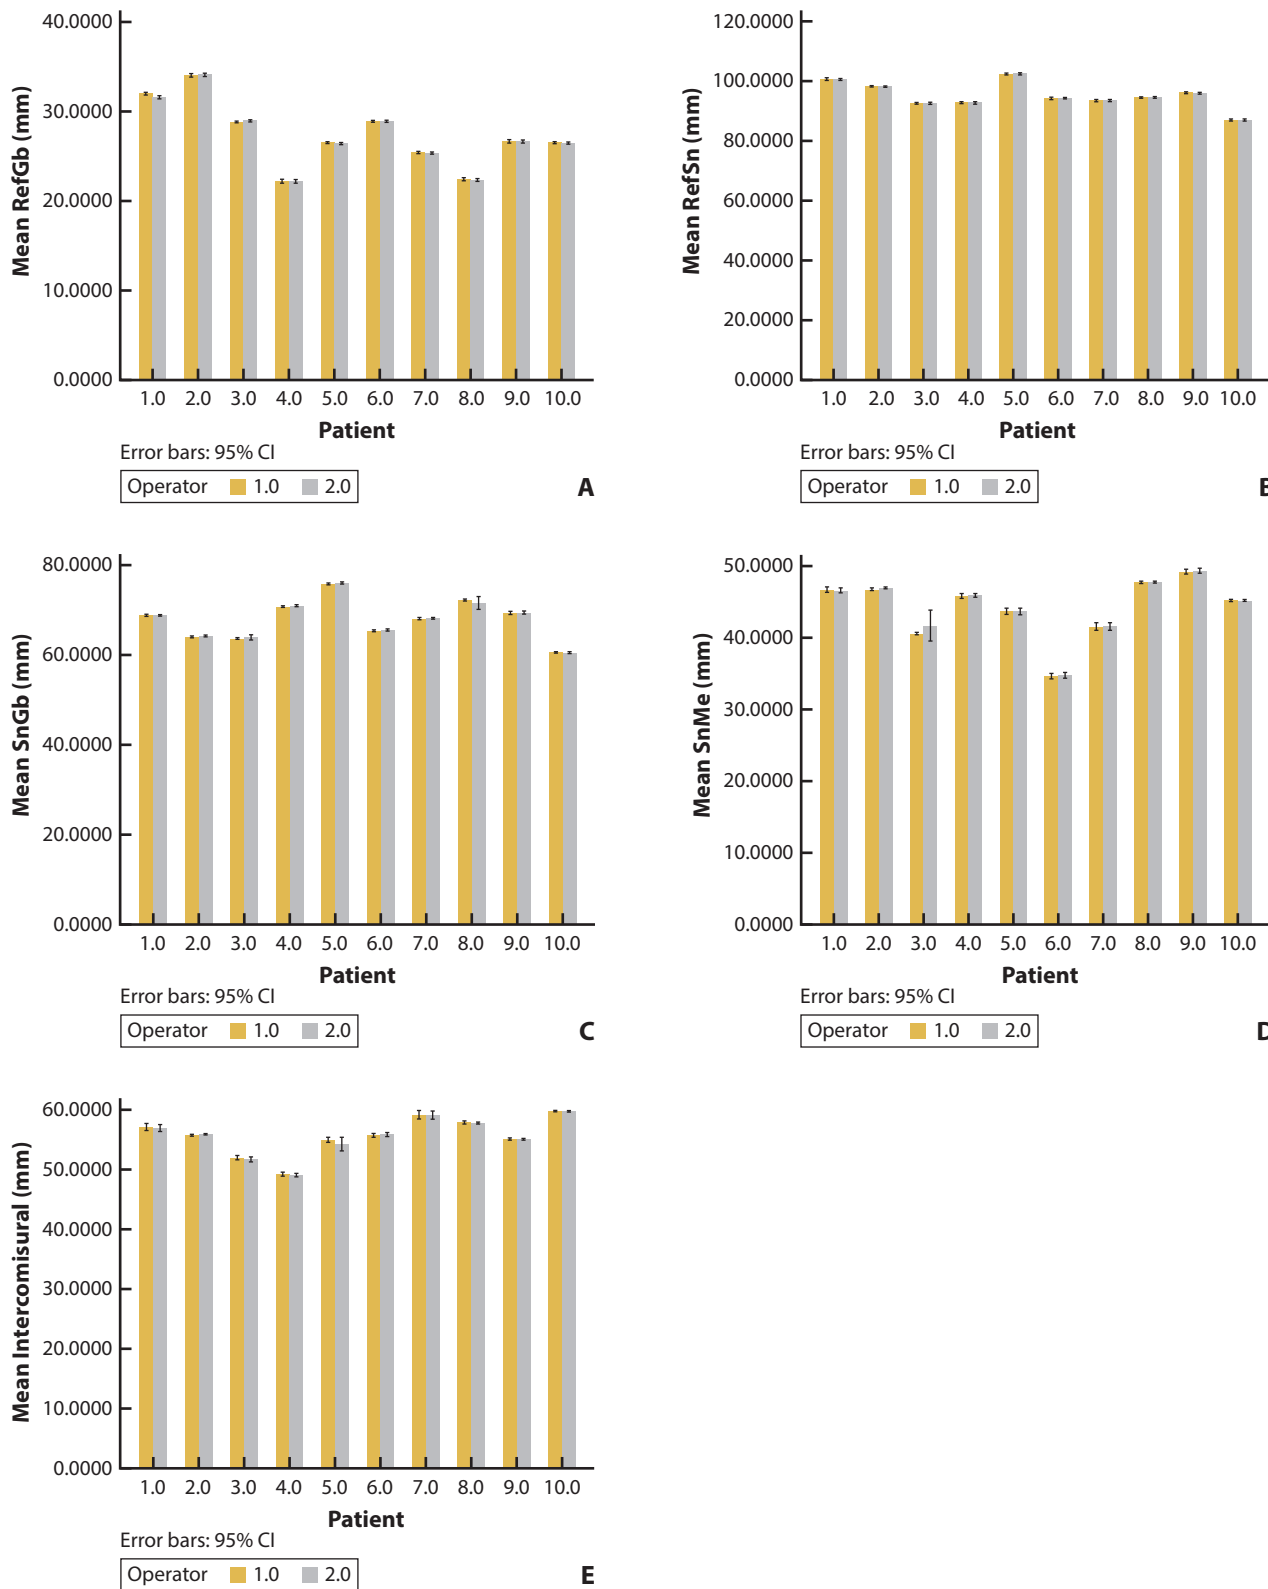 40.0000
30.0000
20.0000
10.0000
0.0000
Mean RefGb (mm)
1.0 2.0 3.0 4.0 5.0 6.0 7.0 8.0 9.0 10.0
Patient
Error bars: 95% CI
Operator 1.0 2.0
A
120.0000
100.0000
80.0000
60.0000
40.0000
20.0000
0.0000
Mean RefSn (mm)
1.0 2.0 3.0 4.0 5.0 6.0 7.0 8.0 9.0 10.0
Patient
Error bars: 95% CI
Operator 1.0 2.0
B
80.0000
60.0000
40.0000
20.0000
0.0000
Mean SnGb (mm)
1.0 2.0 3.0 4.0 5.0 6.0 7.0 8.0 9.0 10.0
Patient
Error bars: 95% CI
Operator 1.0 2.0
C
50.0000
40.0000
30.0000
20.0000
10.0000
0.0000
Mean SnMe (mm)
1.0 2.0 3.0 4.0 5.0 6.0 7.0 8.0 9.0 10.0
Patient
Error bars: 95% CI
Operator 1.0 2.0
D
60.0000
50.0000
40.0000
30.0000
20.0000
10.0000
0.0000
Mean Intercomisural (mm)
1.0 2.0 3.0 4.0 5.0 6.0 7.0 8.0 9.0 10.0
Patient
Error bars: 95% CI
Operator 1.0 2.0
E